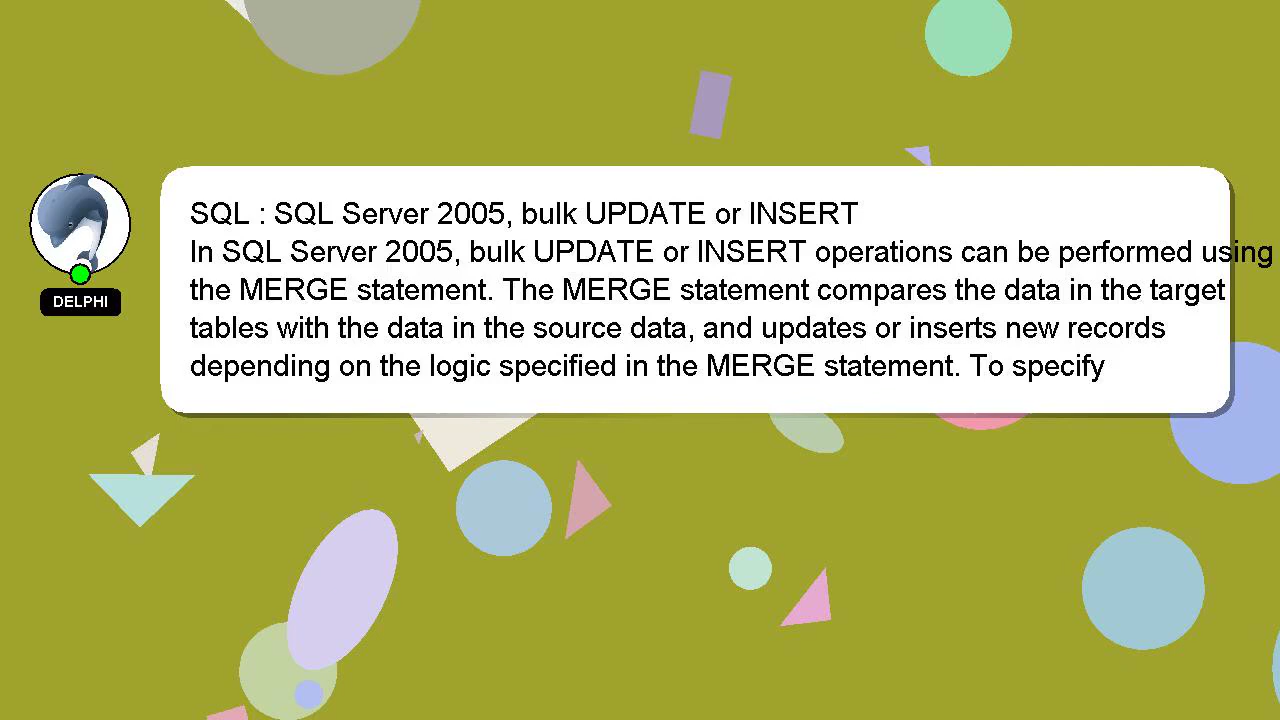 SQL : SQL Server 2005, bulk UPDATE or INSERT
In SQL Server 2005, bulk UPDATE or INSERT operations can be performed using
the MERGE statement. The MERGE statement compares the data in the target
tables with the data in the source data, and updates or inserts new records
depending on the logic specified in the MERGE statement. To specify
DELPHI